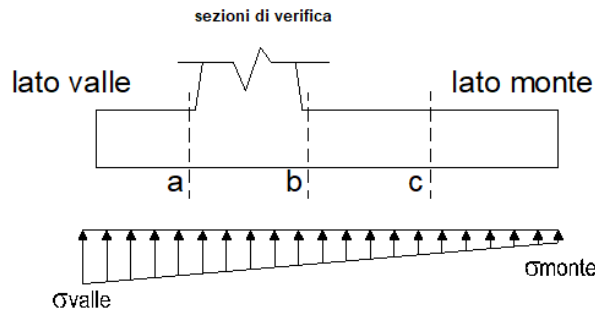 sezioni di verifica
lato valle
lato monte
a
b
c
σvalle
σmonte